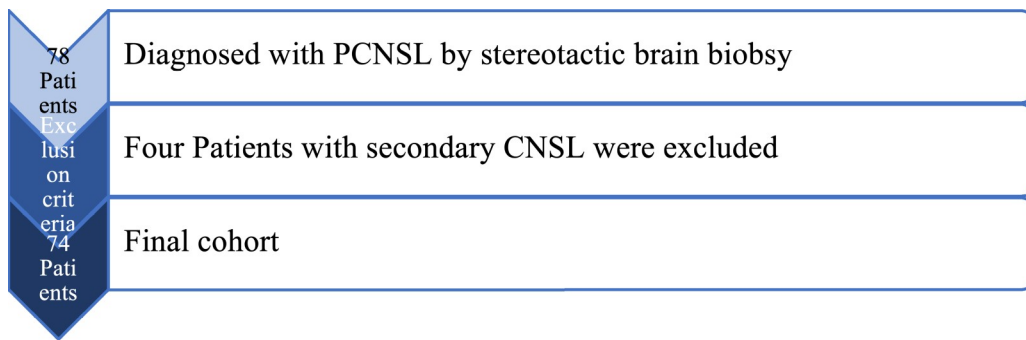 78
Pati
ents
Diagnosed with PCNSL by stereotactic brain biobsy
Exc
lusi
on
crit
eria
Four Patients with secondary CNSL were excluded
74
Pati
ents
Final cohort